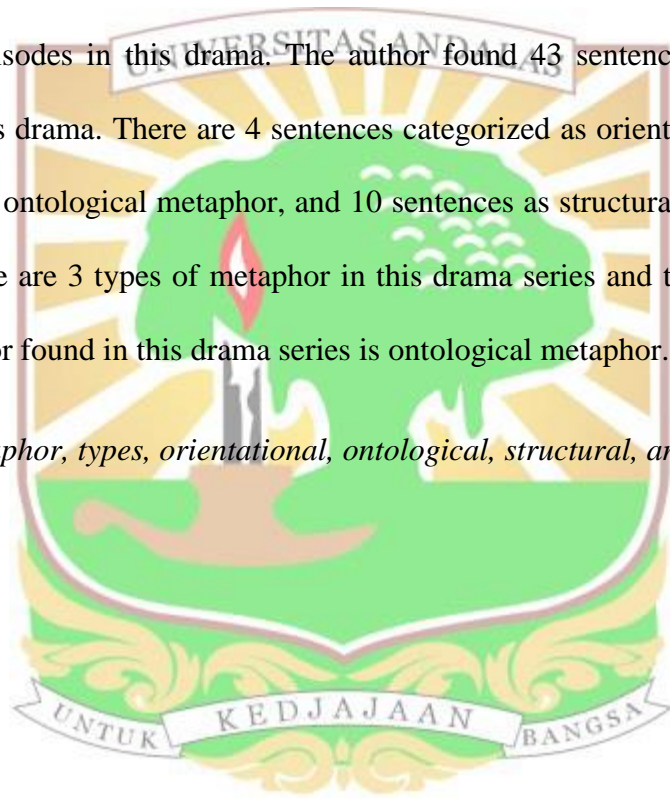 UNIVERSITAS ANDALAS
isodes in this drama. The author found 43 sentenc
s drama. There are 4 sentences categorized as orient
ontological metaphor, and 10 sentences as structura
e are 3 types of metaphor in this drama series and t
or found in this drama series is ontological metaphor.
aphor, types, orientational, ontological, structural, an
UNTUK KEDJAJAAN BANGSA